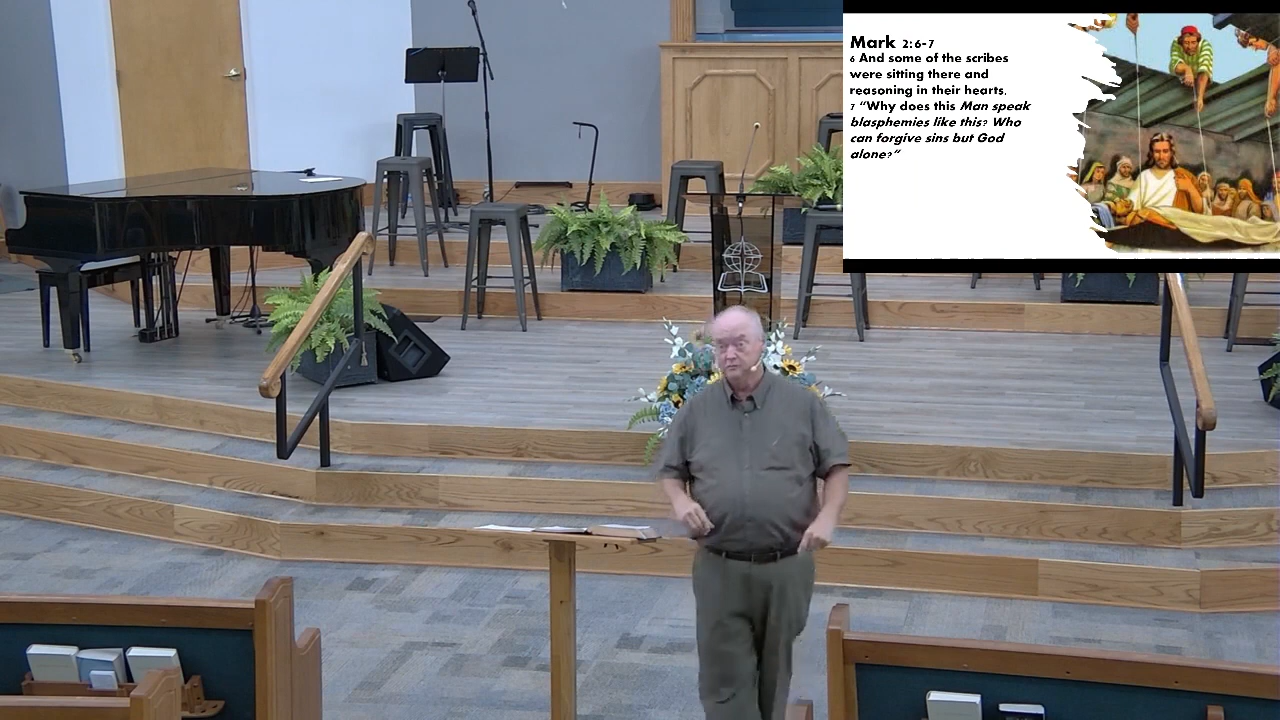 Mark 2:6-7
6 And some of the scribes
were sitting there and
reasoning in their hearts.
7 "Why does this Man speak
blasphemies like this? Who
can forgive sins but God
alone?"